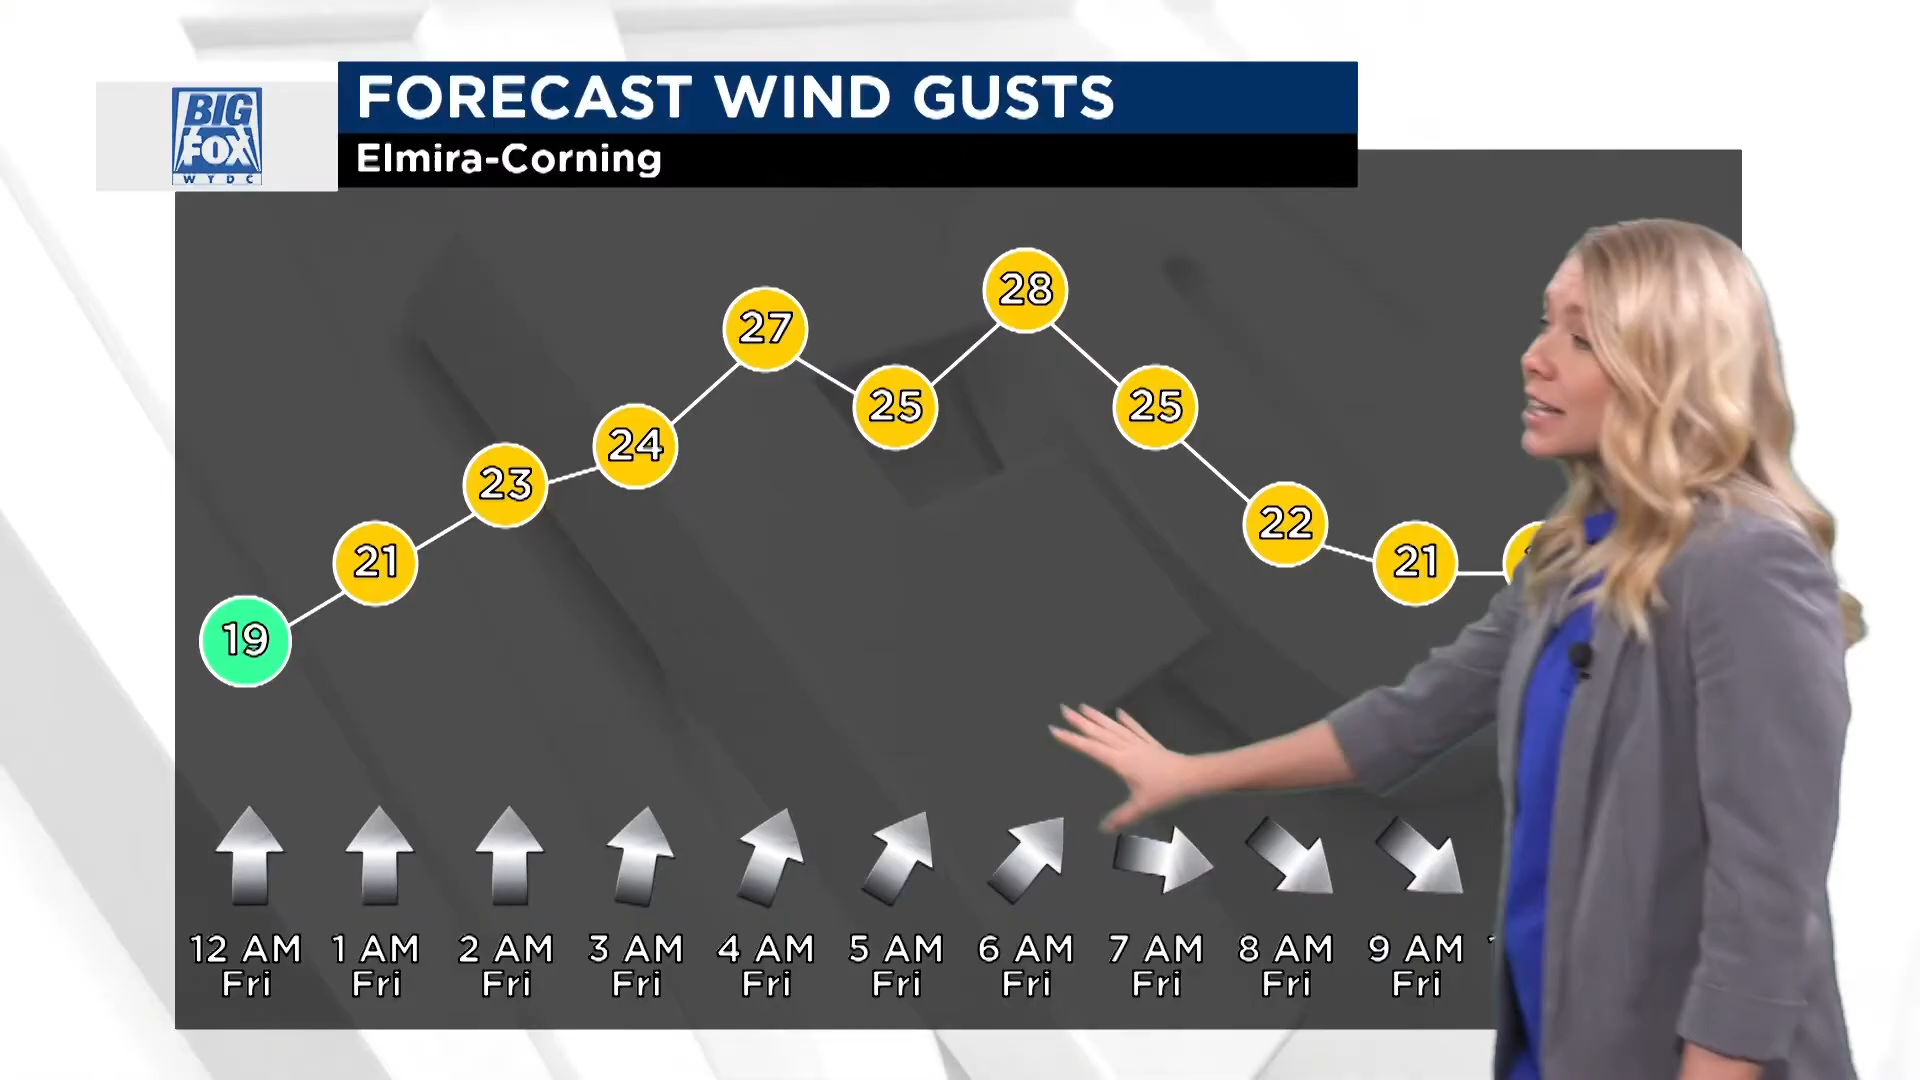 BIG
FOX
WYDC
FORECAST WIND GUSTS
Elmira-Corning
28
27
25
25
24
23
22
21
21
19
12 AM 1 AM 2 AM 3 AM 4 AM 5 AM 6 AM 7 AM 8 AM 9 AM
Fri Fri Fri Fri Fri Fri Fri Fri Fri Fri